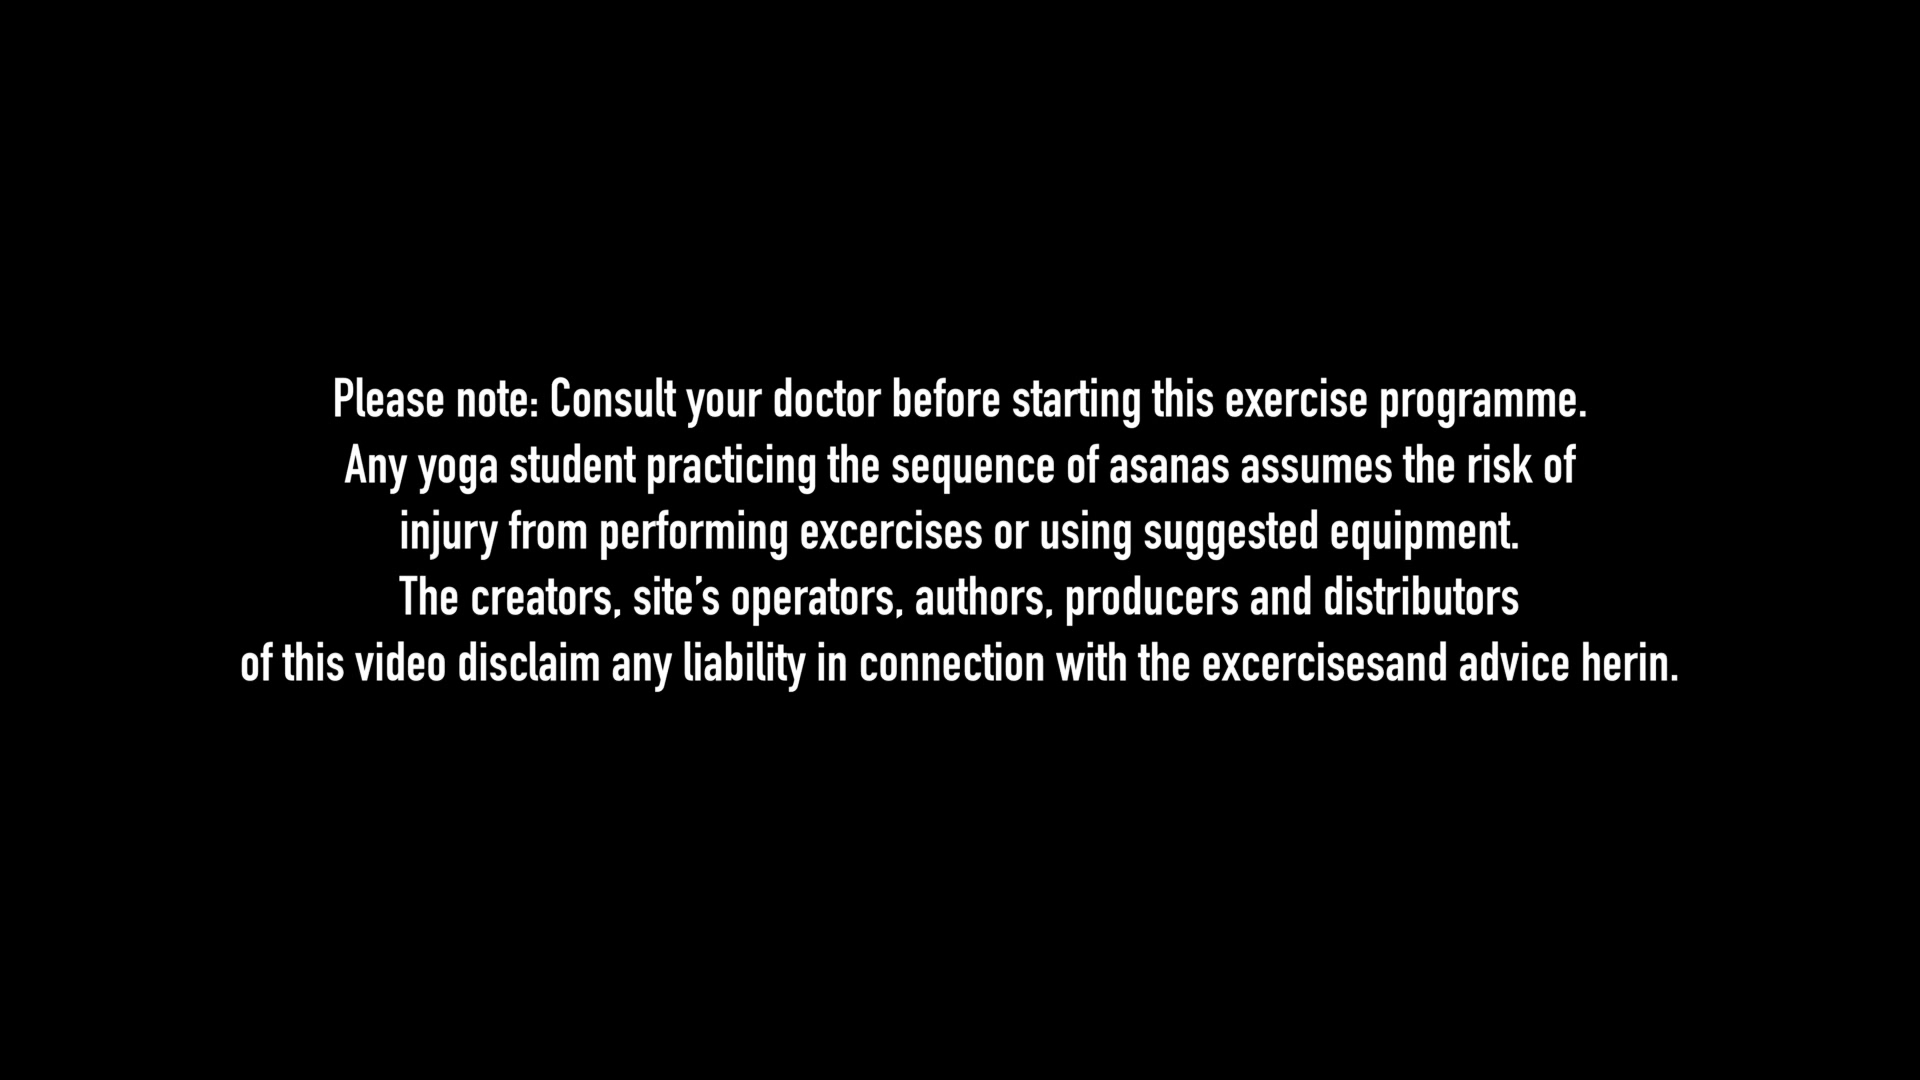 Please note: Consult your doctor before starting this exercise programme.
Any yoga student practicing the sequence of asanas assumes the risk of
injury from performing excercises or using suggested equipment.
The creators, site’s operators, authors, producers and distributors
of this video disclaim any liability in connection with the excercisesand advice herin.